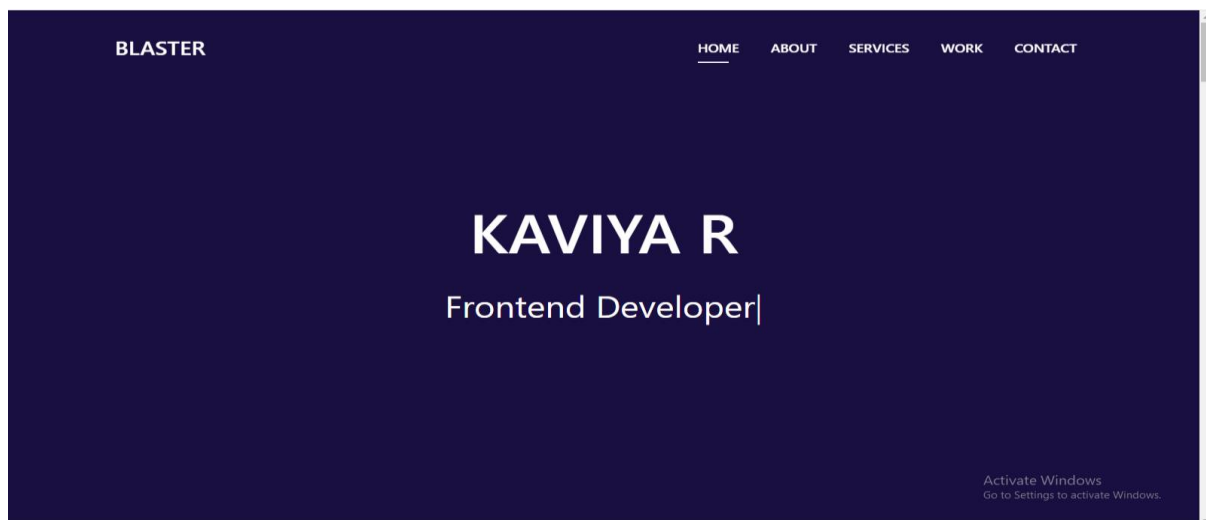 BLASTER HOME ABOUT SERVICES WORK CONTACT
KAVIYA R
Frontend Developer|
Activate Windows
Go to Settings to activate Windows.